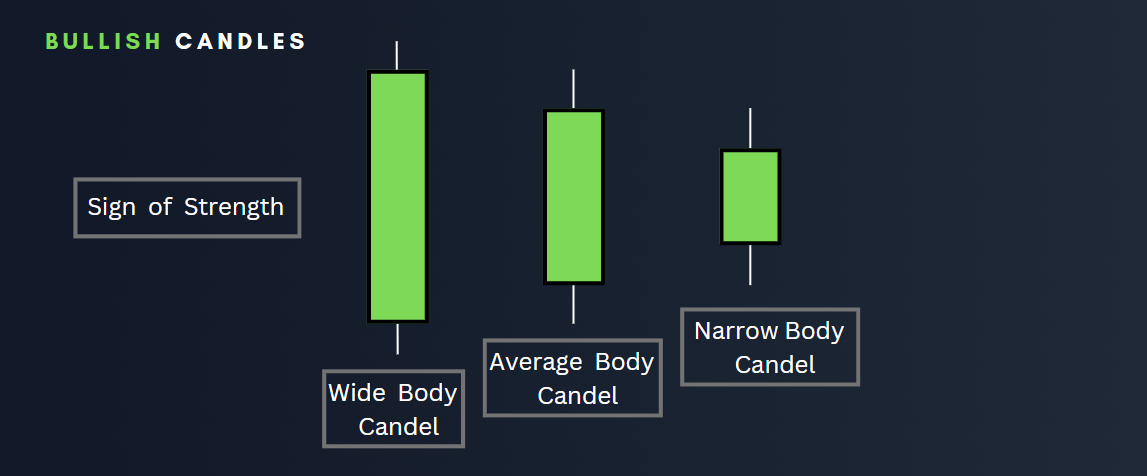 BULLISH CANDLES
Sign of Strength
Wide Body
Candel
Average Body
Candel
Narrow Body
Candel